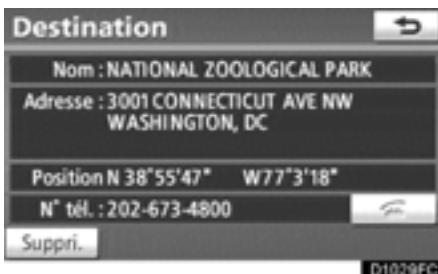 Destination
Nom : NATIONAL ZOOLOGICAL PARK
Adresse : 3001 CONNECTICUT AVE NW
WASHINGTON, DC
Position N 38°55'47" W77°3'18"
N° tél. : 202-673-4800
Suppri.
D1029FC